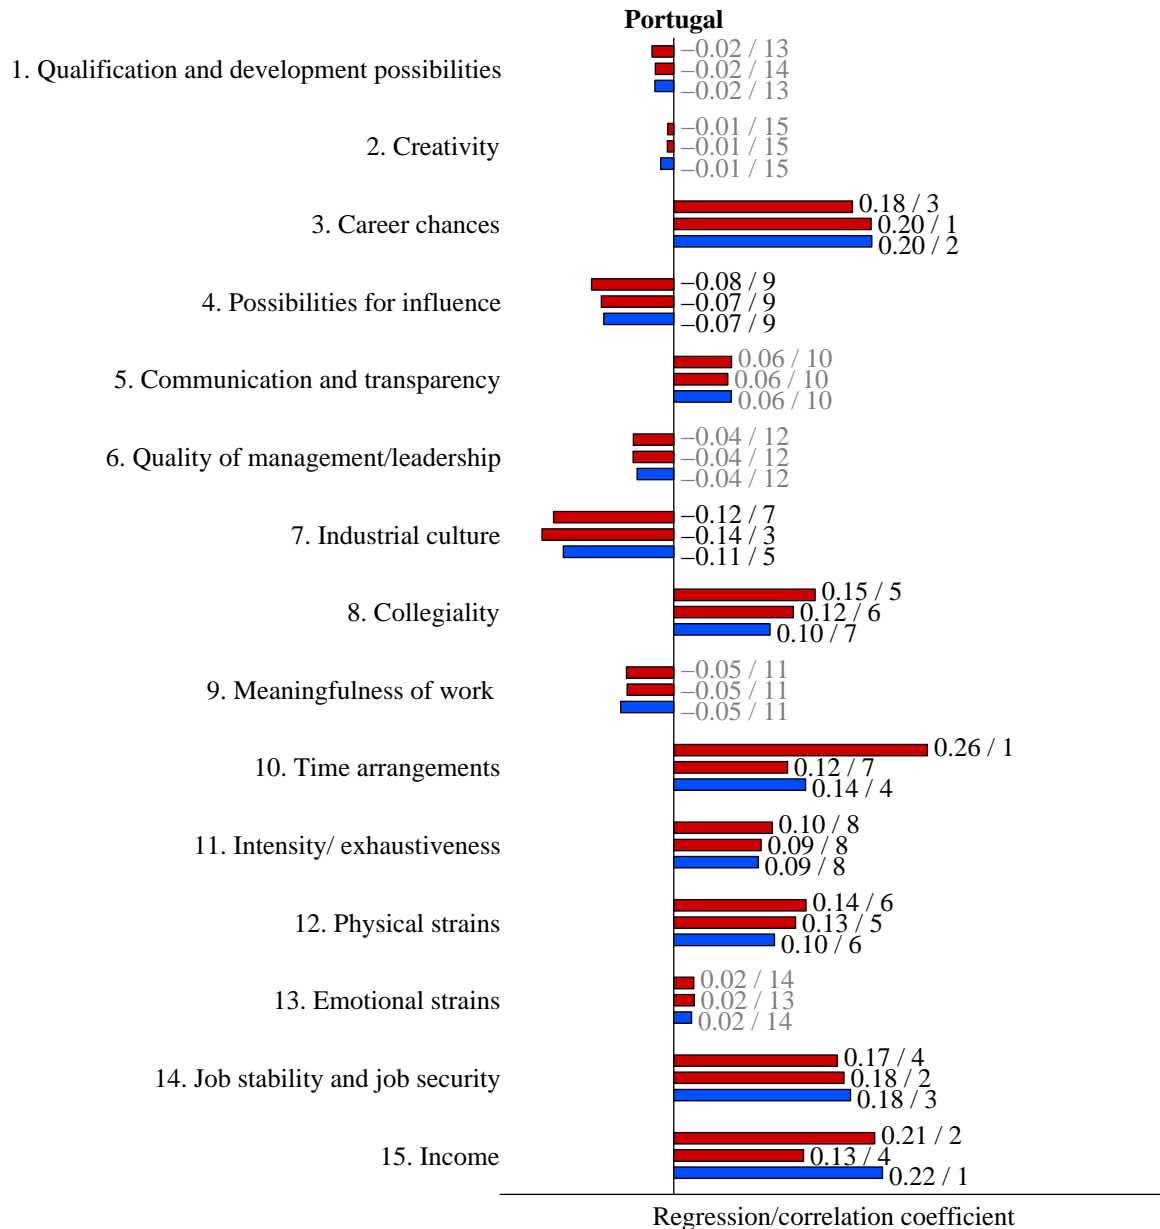 Portugal
–0.02 / 13
1. Qualification and development possibilities
–0.02 / 14
–0.02 / 13
–0.01 / 15
2. Creativity
–0.01 / 15
–0.01 / 15
0.18 / 3
3. Career chances
0.20 / 1
0.20 / 2
–0.08 / 9
4. Possibilities for influence
–0.07 / 9
–0.07 / 9
0.06 / 10
5. Communication and transparency
0.06 / 10
0.06 / 10
–0.04 / 12
6. Quality of management/leadership
–0.04 / 12
–0.04 / 12
–0.12 / 7
7. Industrial culture
–0.14 / 3
–0.11 / 5
0.15 / 5
8. Collegiality
0.12 / 6
0.10 / 7
–0.05 / 11
9. Meaningfulness of work
–0.05 / 11
–0.05 / 11
0.26 / 1
10. Time arrangements
0.12 / 7
0.14 / 4
0.10 / 8
11. Intensity/ exhaustiveness
0.09 / 8
0.09 / 8
0.14 / 6
12. Physical strains
0.13 / 5
0.10 / 6
0.02 / 14
13. Emotional strains
0.02 / 13
0.02 / 14
0.17 / 4
14. Job stability and job security
0.18 / 2
0.18 / 3
0.21 / 2
15. Income
0.13 / 4
0.22 / 1
Regression/correlation coefficient